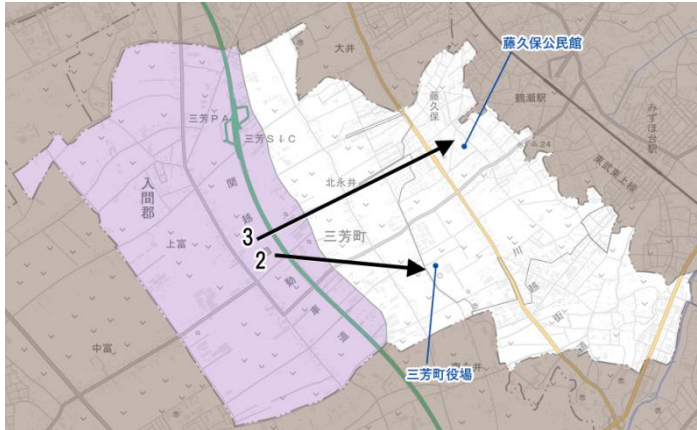 藤久保公民館
大井
鶴瀬駅
藤久保
みずほ台駅
三芳PA
三芳SIC
24
東武東上線
入間郡
北永井
関越自動車道
上富
3
三芳町
2
川越街道
中富
三芳町役場